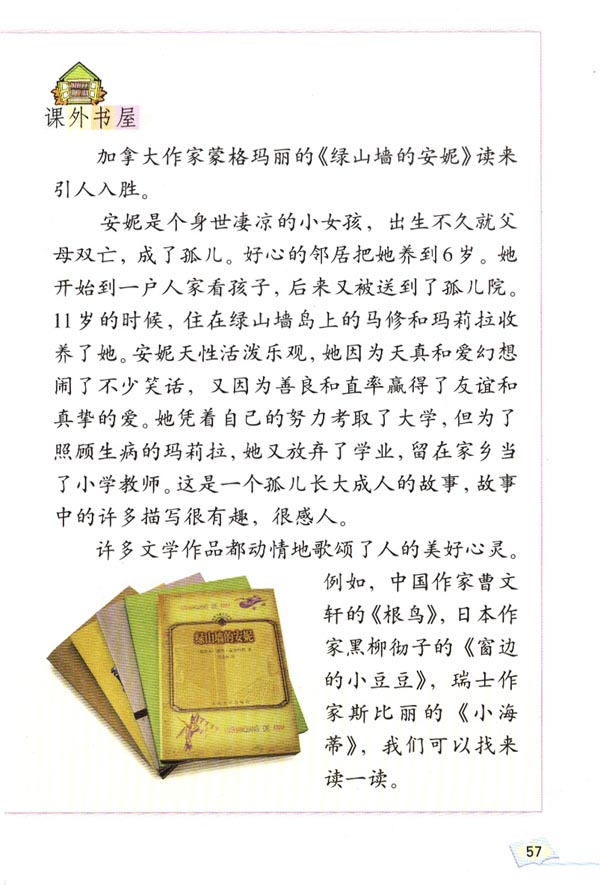 课外书屋
加拿大作家蒙格玛丽的《绿山墙的安妮》读来
引人入胜。
安妮是个身世凄凉的小女孩，出生不久就父
母双亡，成了孤儿。好心的邻居把她养到6岁。她
开始到一户人家看孩子，后来又被送到了孤儿院。
11岁的时候，住在绿山墙岛上的马修和玛莉拉收
养了她。安妮天性活泼乐观，她因为天真和爱幻想
闹了不少笑话，又因为善良和直率赢得了友谊和
真挚的爱。她凭着自己的努力考取了大学，但为了
照顾生病的玛莉拉，她又放弃了学业，留在家乡当
了小学教师。这是一个孤儿长大成人的故事，故事
中的许多描写很有趣，很感人。
许多文学作品都动情地歌颂了人的美好心灵。
例如，中国作家曹文
轩的《根鸟》，日本作
家黑柳彻子的《窗边
的小豆豆》，瑞士作
家斯比丽的《小海
蒂》，我们可以找来
读一读。
绿山墙的安妮
57